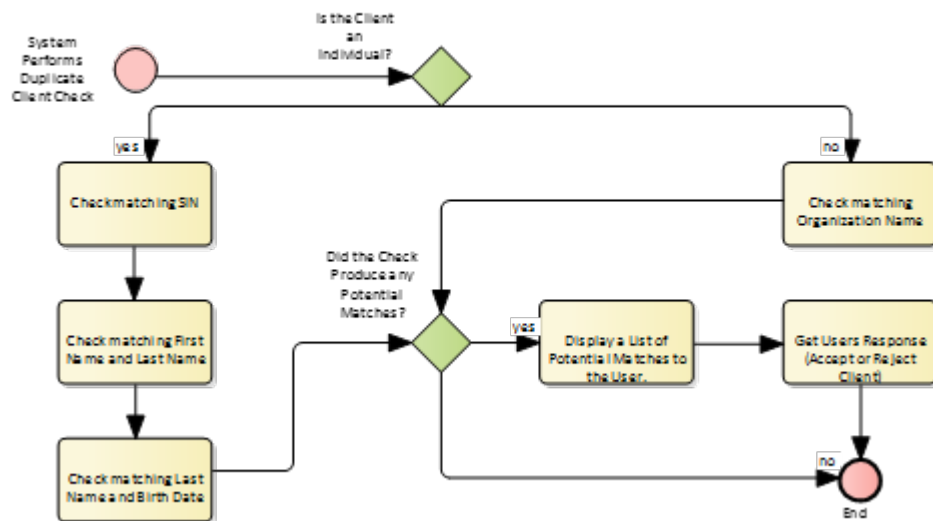 System
Performs
Duplicate
Client Check
Is the Client
an
Individual?
yes
no
Check matching SIN
Check matching
Organization Name
Did the Check
Produce any
Potential
Matches?
Check matching First
Name and Last Name
yes
Display a List of
Potential Matches to
the User.
Get Users Response
(Accept or Reject
Client)
Check matching Last
Name and Birth Date
no
End